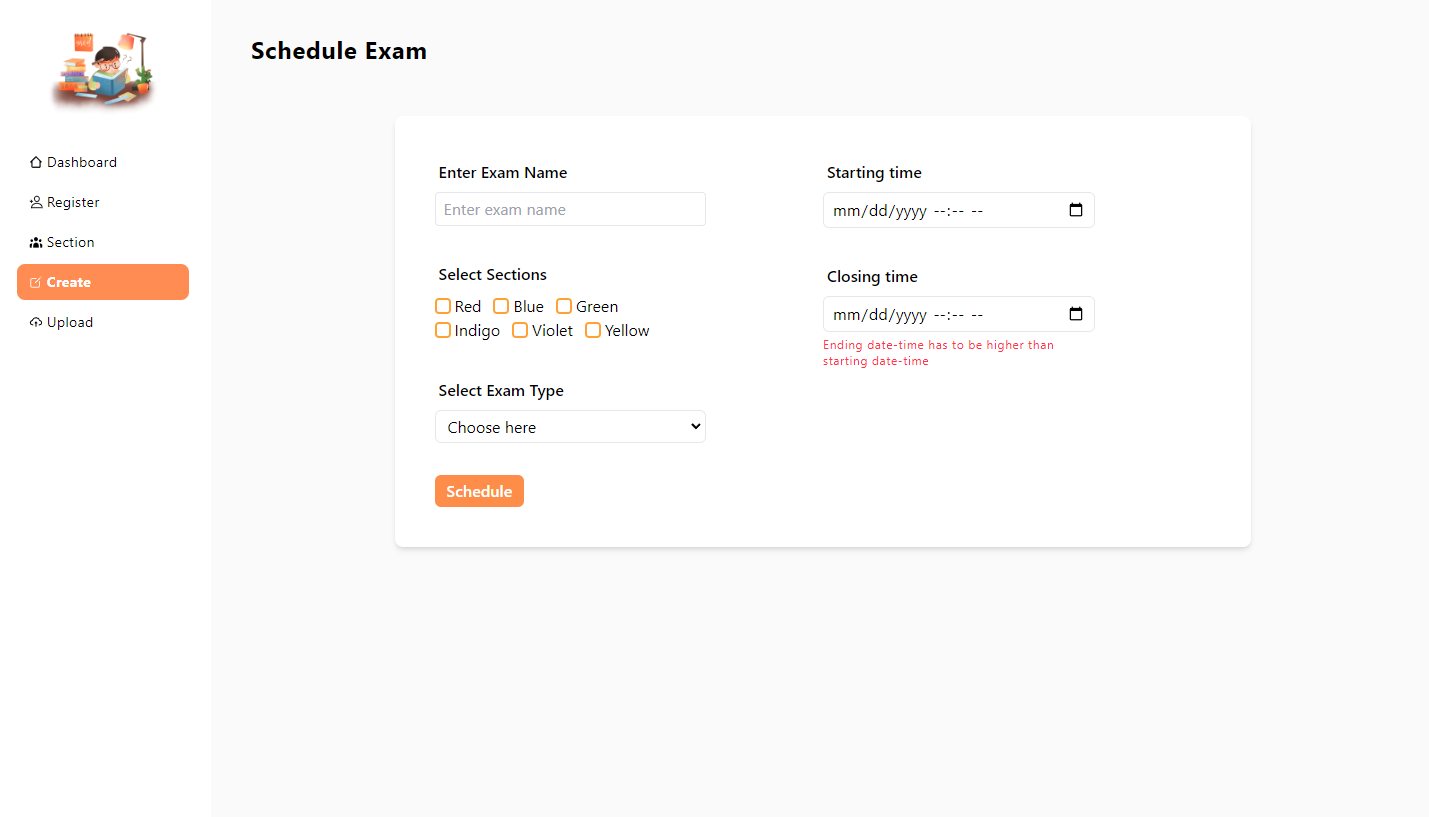 Schedule Exam
Dashboard
Register
Section
Create
Upload
Enter Exam Name
Enter exam name
Select Sections
Red Blue Green
Indigo Violet Yellow
Select Exam Type
Choose here
Schedule
Starting time
mm/dd/yyyy --:-- --
Closing time
mm/dd/yyyy --:-- --
Ending date-time has to be higher than
starting date-time